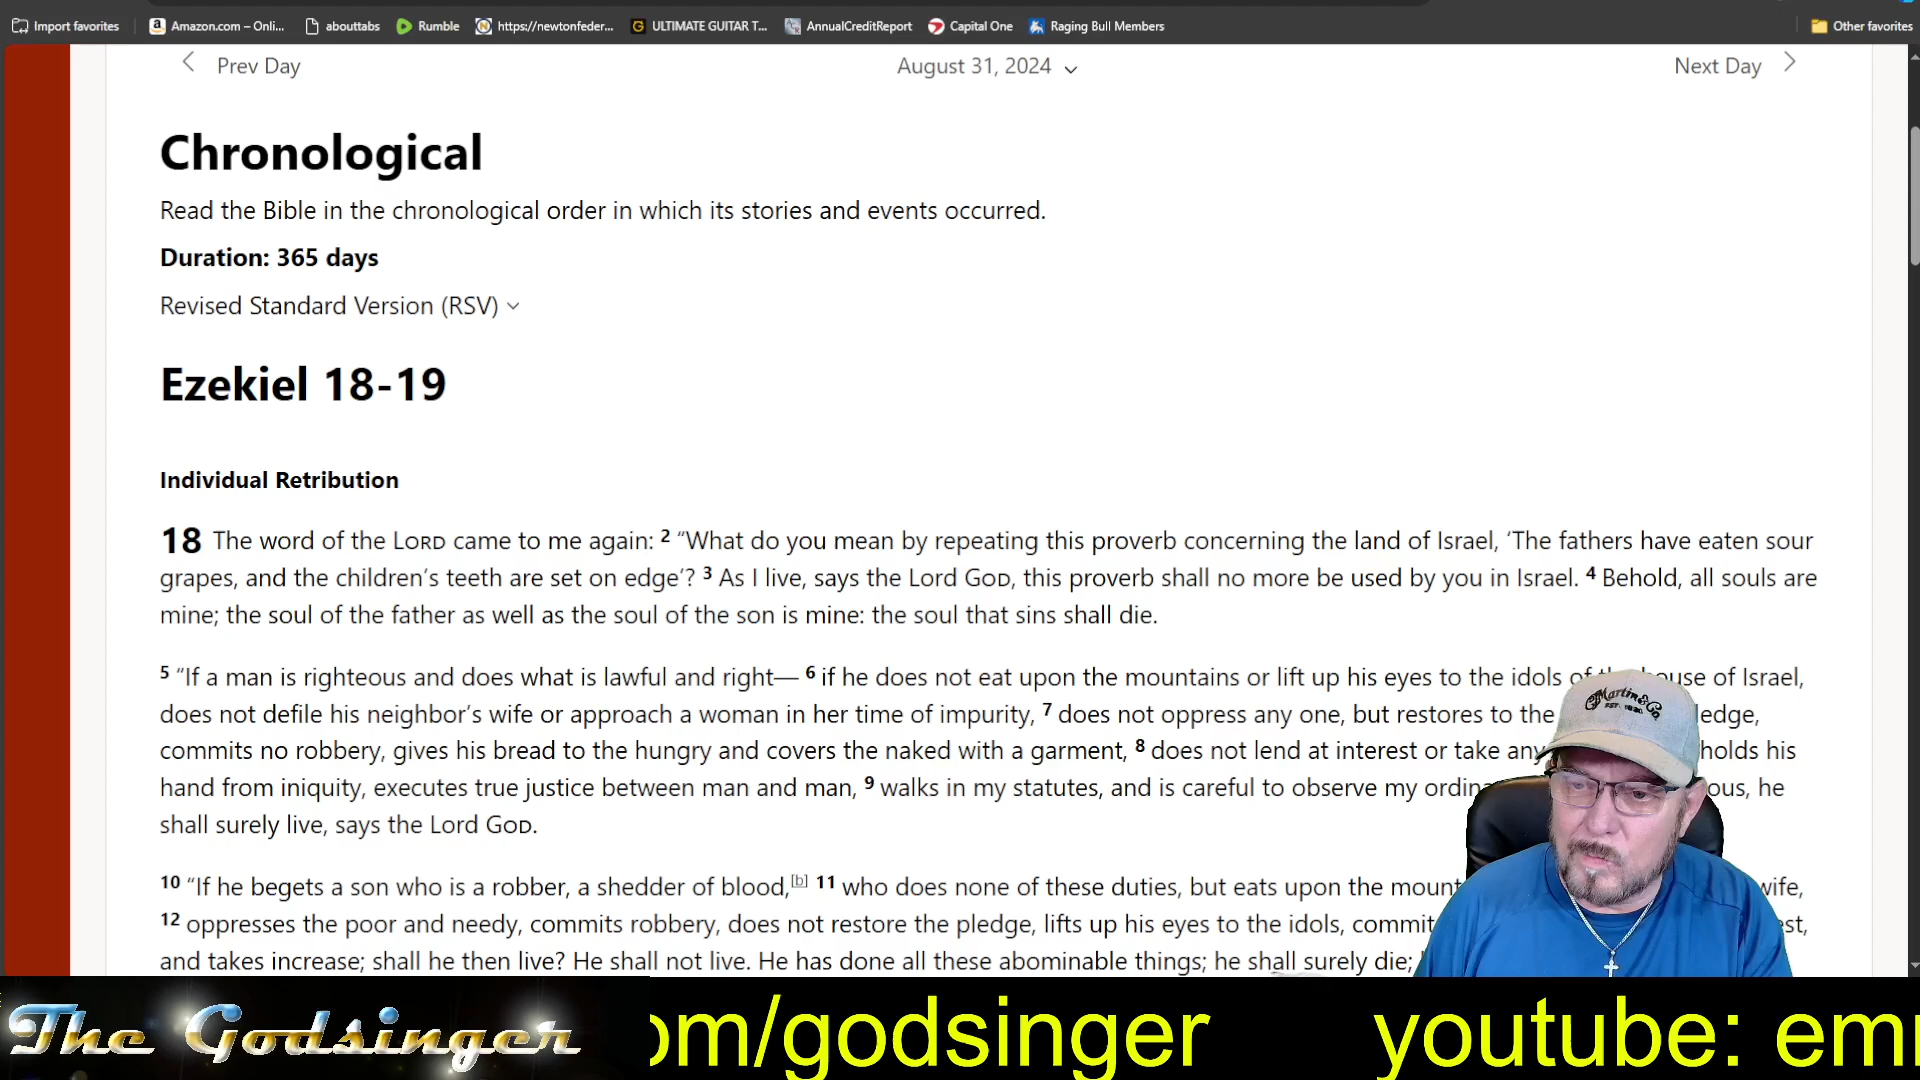 Import favorites
Amazon.com – Onli...
abouttabs
Rumble
https://newtonfeder...
ULTIMATE GUITAR T...
AnnualCreditReport
Capital One
Raging Bull Members
Other favorites
Prev Day
August 31, 2024
Next Day
Chronological
Read the Bible in the chronological order in which its stories and events occurred.
Duration: 365 days
Revised Standard Version (RSV)
Ezekiel 18-19
Individual Retribution
18 The word of the LORD came to me again: 2 “What do you mean by repeating this proverb concerning the land of Israel, ‘The fathers have eaten sour
grapes, and the children’s teeth are set on edge’? 3 As I live, says the Lord GOD, this proverb shall no more be used by you in Israel. 4 Behold, all souls are
mine; the soul of the father as well as the soul of the son is mine: the soul that sins shall die.
5 “If a man is righteous and does what is lawful and right— 6 if he does not eat upon the mountains or lift up his eyes to the idols of the house of Israel,
does not defile his neighbor’s wife or approach a woman in her time of impurity, 7 does not oppress any one, but restores to the ledge,
commits no robbery, gives his bread to the hungry and covers the naked with a garment, 8 does not lend at interest or take any holds his
hand from iniquity, executes true justice between man and man, 9 walks in my statutes, and is careful to observe my ordin ous, he
shall surely live, says the Lord GOD.
10 “If he begets a son who is a robber, a shedder of blood,[b] 11 who does none of these duties, but eats upon the mount wife,
12 oppresses the poor and needy, commits robbery, does not restore the pledge, lifts up his eyes to the idols, commit est,
and takes increase; shall he then live? He shall not live. He has done all these abominable things; he shall surely die;
Martin & Co.
EST. 1833
The Godsinger
om/godsinger
youtube: em